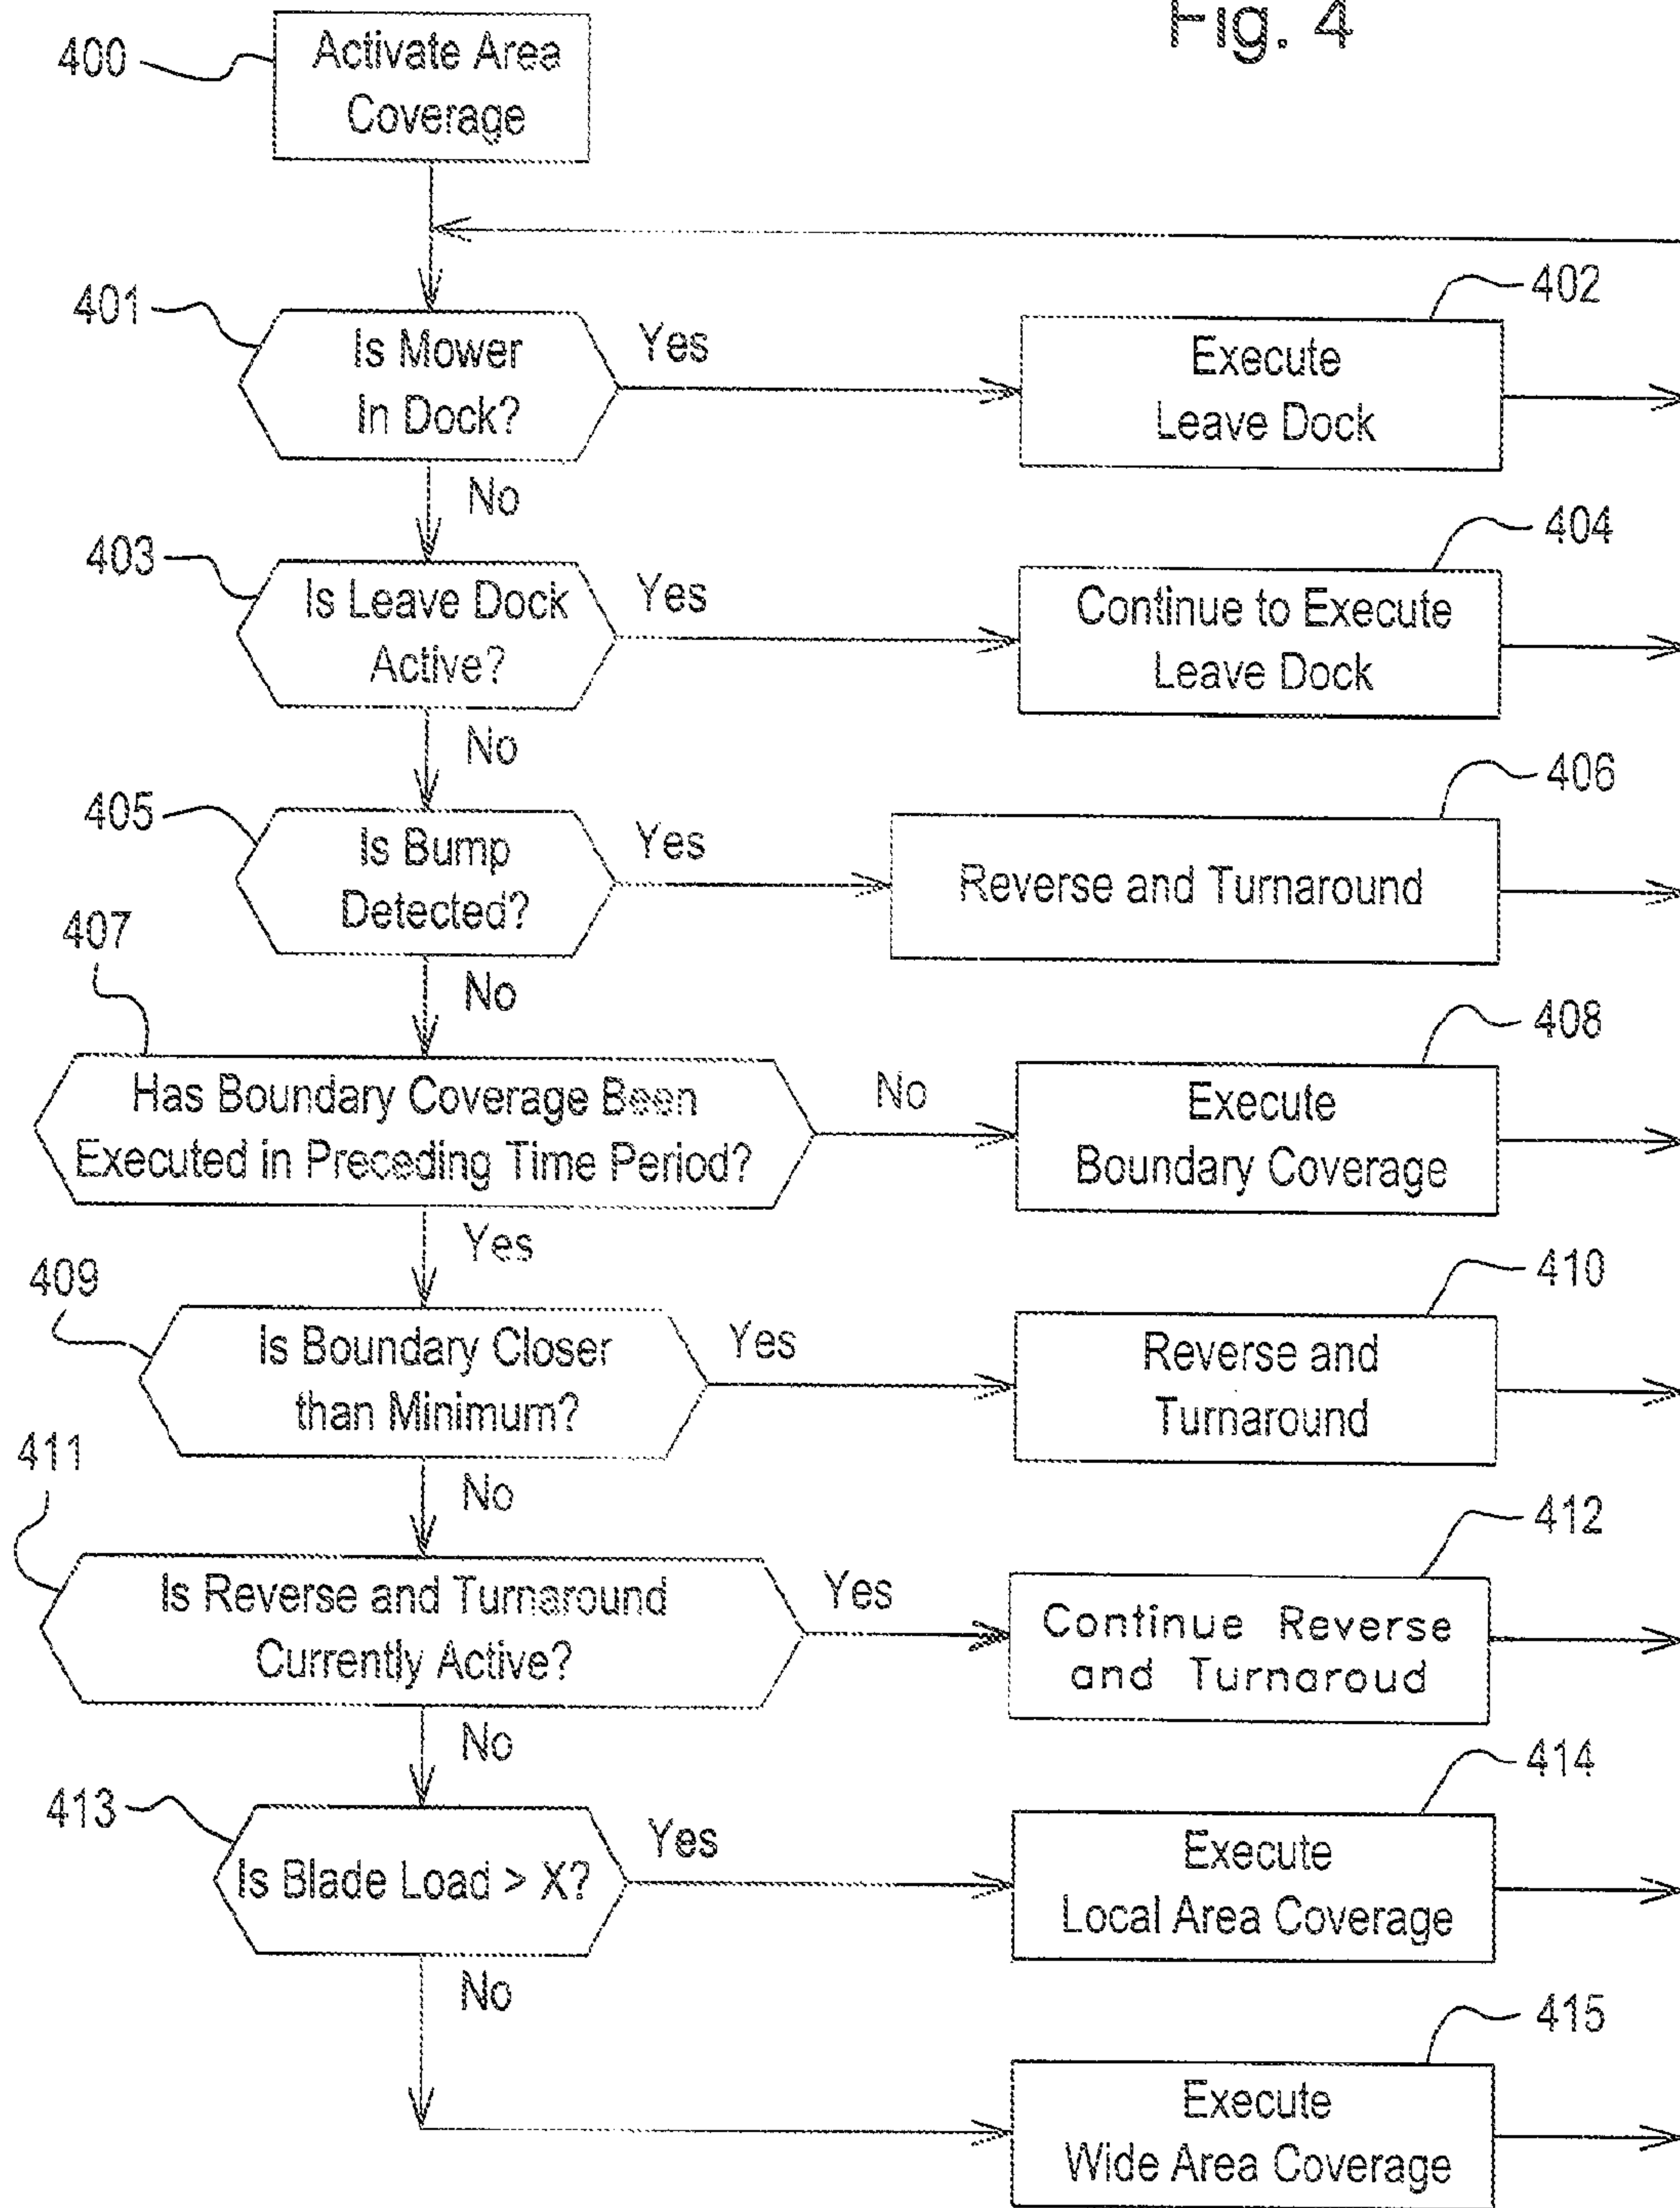 Fig. 4
400
Activate Area
Coverage
401
Is Mower
In Dock?
Yes
No
402
Execute
Leave Dock
403
Is Leave Dock
Active?
Yes
No
404
Continue to Execute
Leave Dock
405
Is Bump
Detected?
Yes
No
406
Reverse and Turnaround
407
Has Boundary Coverage Been
Executed in Preceding Time Period?
No
Yes
408
Execute
Boundary Coverage
409
Is Boundary Closer
than Minimum?
Yes
No
410
Reverse and
Turnaround
411
Is Reverse and Turnaround
Currently Active?
Yes
No
412
Continue Reverse
and Turnaroud
413
Is Blade Load > X?
Yes
No
414
Execute
Local Area Coverage
415
Execute
Wide Area Coverage